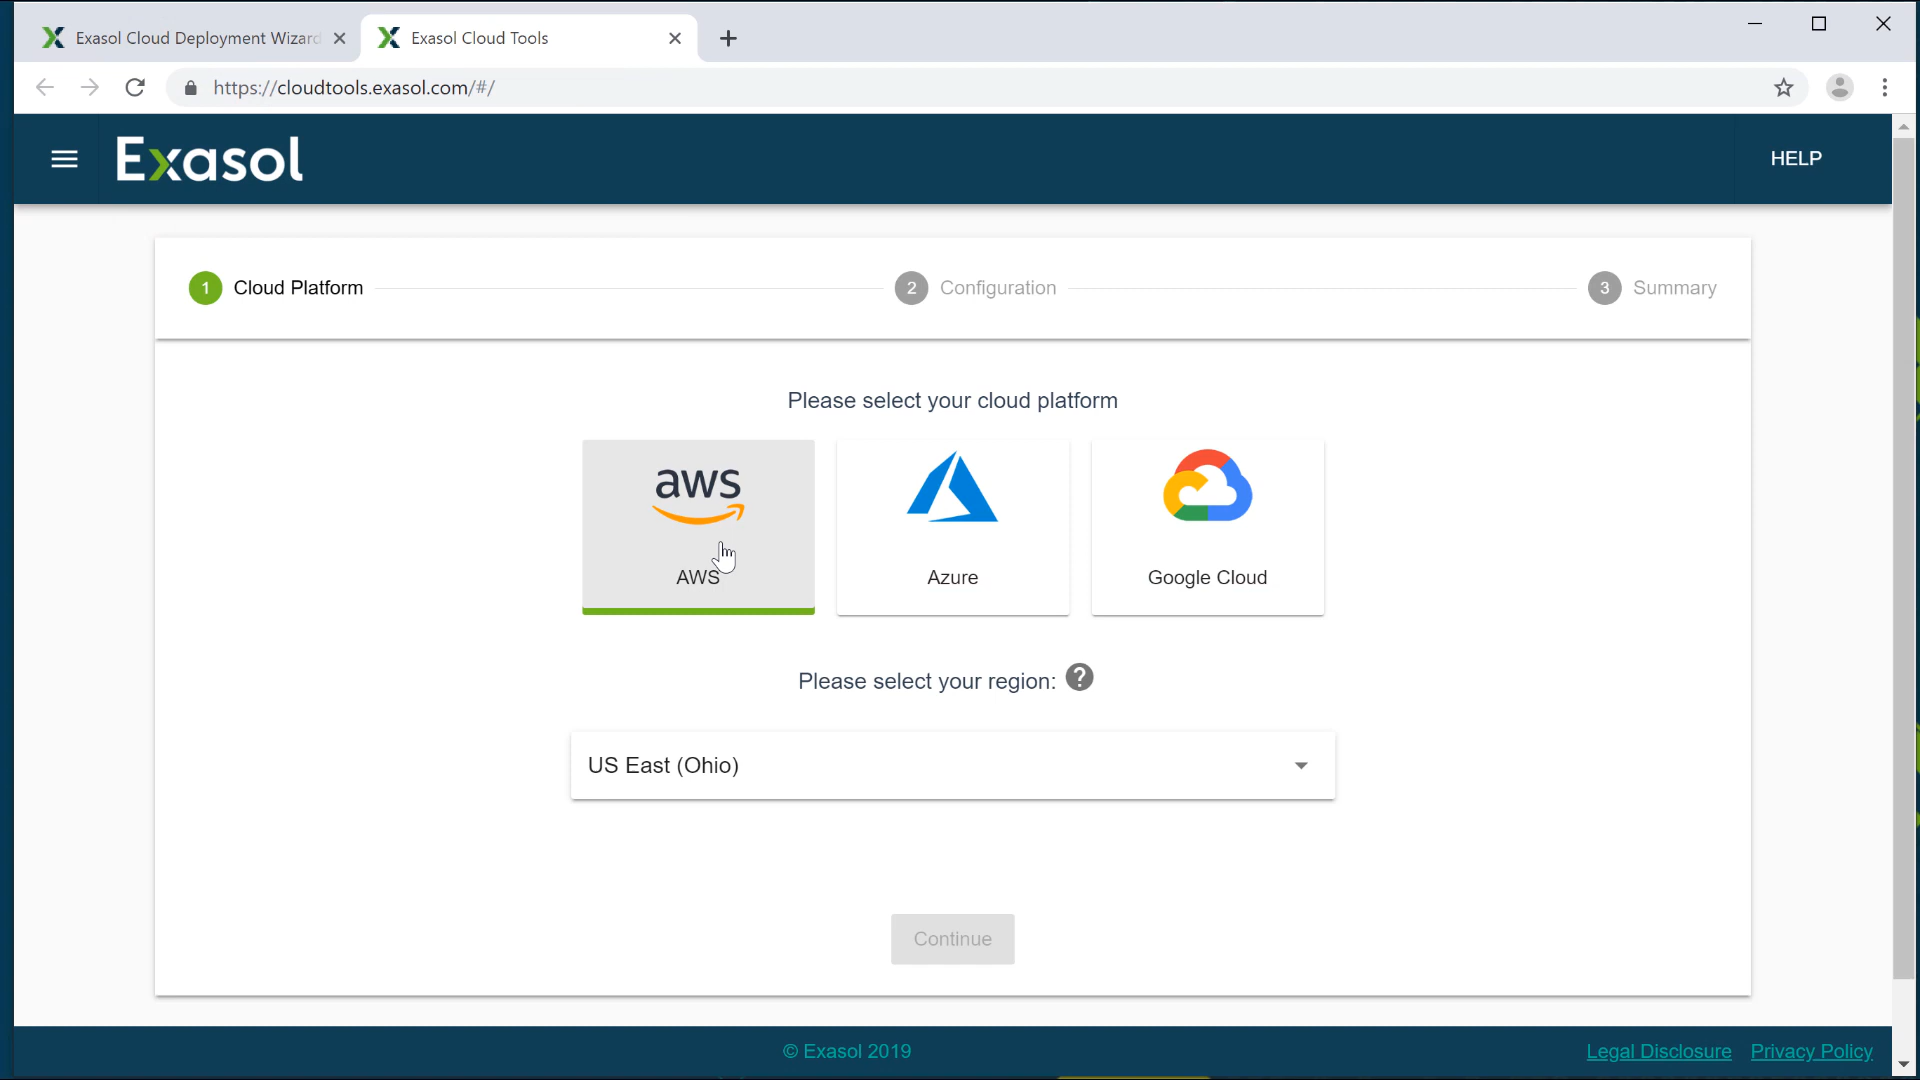 Exasol Cloud Deployment Wizard
Exasol Cloud Tools
https://cloudtools.exasol.com/#/
Exasol
HELP
1 Cloud Platform
2 Configuration
3 Summary
Please select your cloud platform
aws
AWS
Azure
Google Cloud
Please select your region: ?
US East (Ohio)
Continue
© Exasol 2019
Legal Disclosure
Privacy Policy